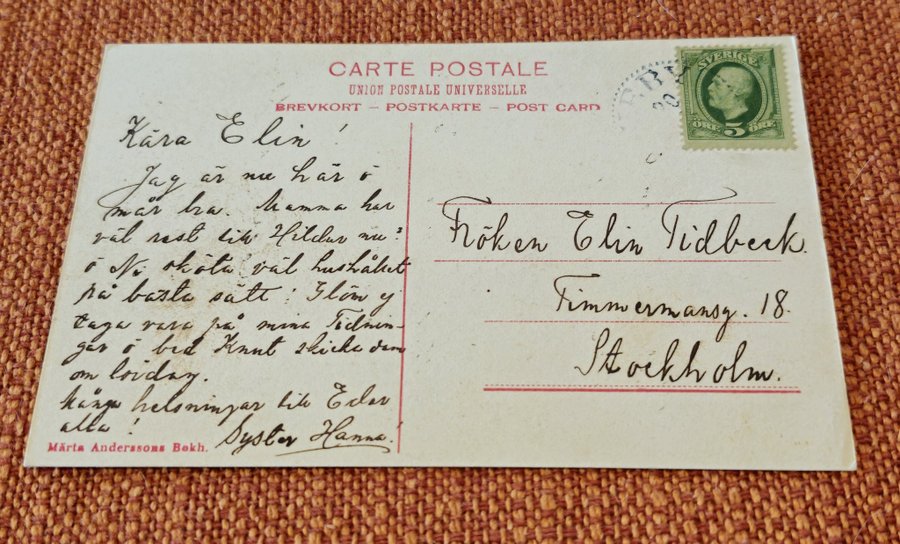 CARTE POSTALE
UNION POSTALE UNIVERSELLE
BREVKORT – POSTKARTE – POST CARD
SVERIGE
ÖRE 5 ÖRE
Kära Elin!
Jag är nu här ö
mår bra. Mamma har
väl rest till Hildur nu?
ö Ni sköta väl hushållet
på bästa sätt! Glöm ej
taga vara på mina Tidnin-
gar ö bed Knut skicka dem
om lördag.
Många helsningar till Eder
alla!
Syster Hanna!
Märta Anderssons Bokh.
Fröken Elin Tidbeck.
Timmermansg. 18.
Stockholm.